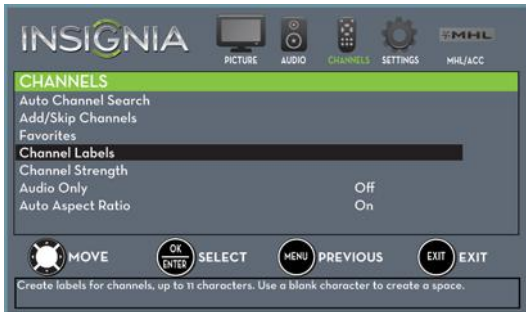 INSIGNIA
PICTURE AUDIO CHANNELS SETTINGS MHL MHL/ACC
CHANNELS
Auto Channel Search
Add/Skip Channels
Favorites
Channel Labels
Channel Strength
Audio Only Off
Auto Aspect Ratio On
MOVE OK ENTER SELECT MENU PREVIOUS EXIT EXIT
Create labels for channels, up to 11 characters. Use a blank character to create a space.